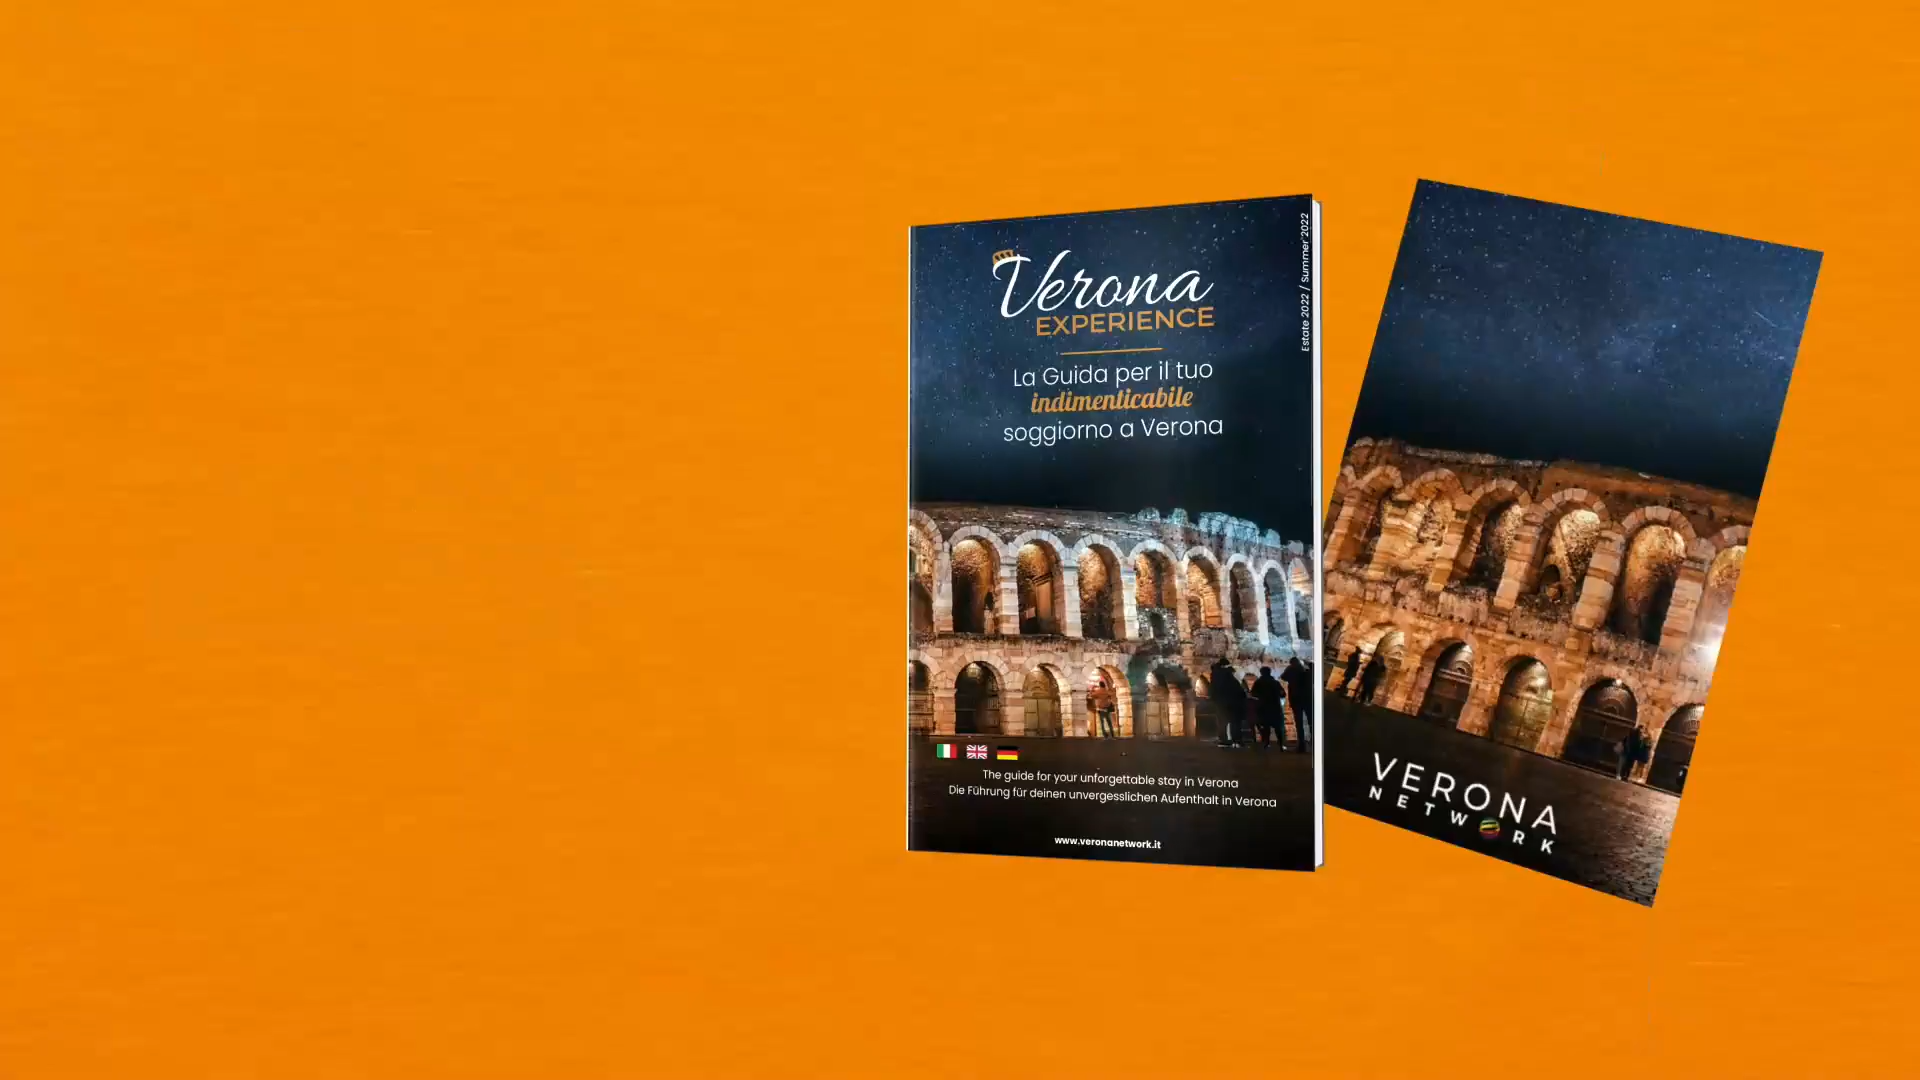 Verona
EXPERIENCE
La Guida per il tuo
indimenticabile
soggiorno a Verona
Estate 2022 / Summer 2022
The guide for your unforgettable stay in Verona
Die Führung für deinen unvergesslichen Aufenthalt in Verona
www.veronanetwork.it
VERONA
NETWORK